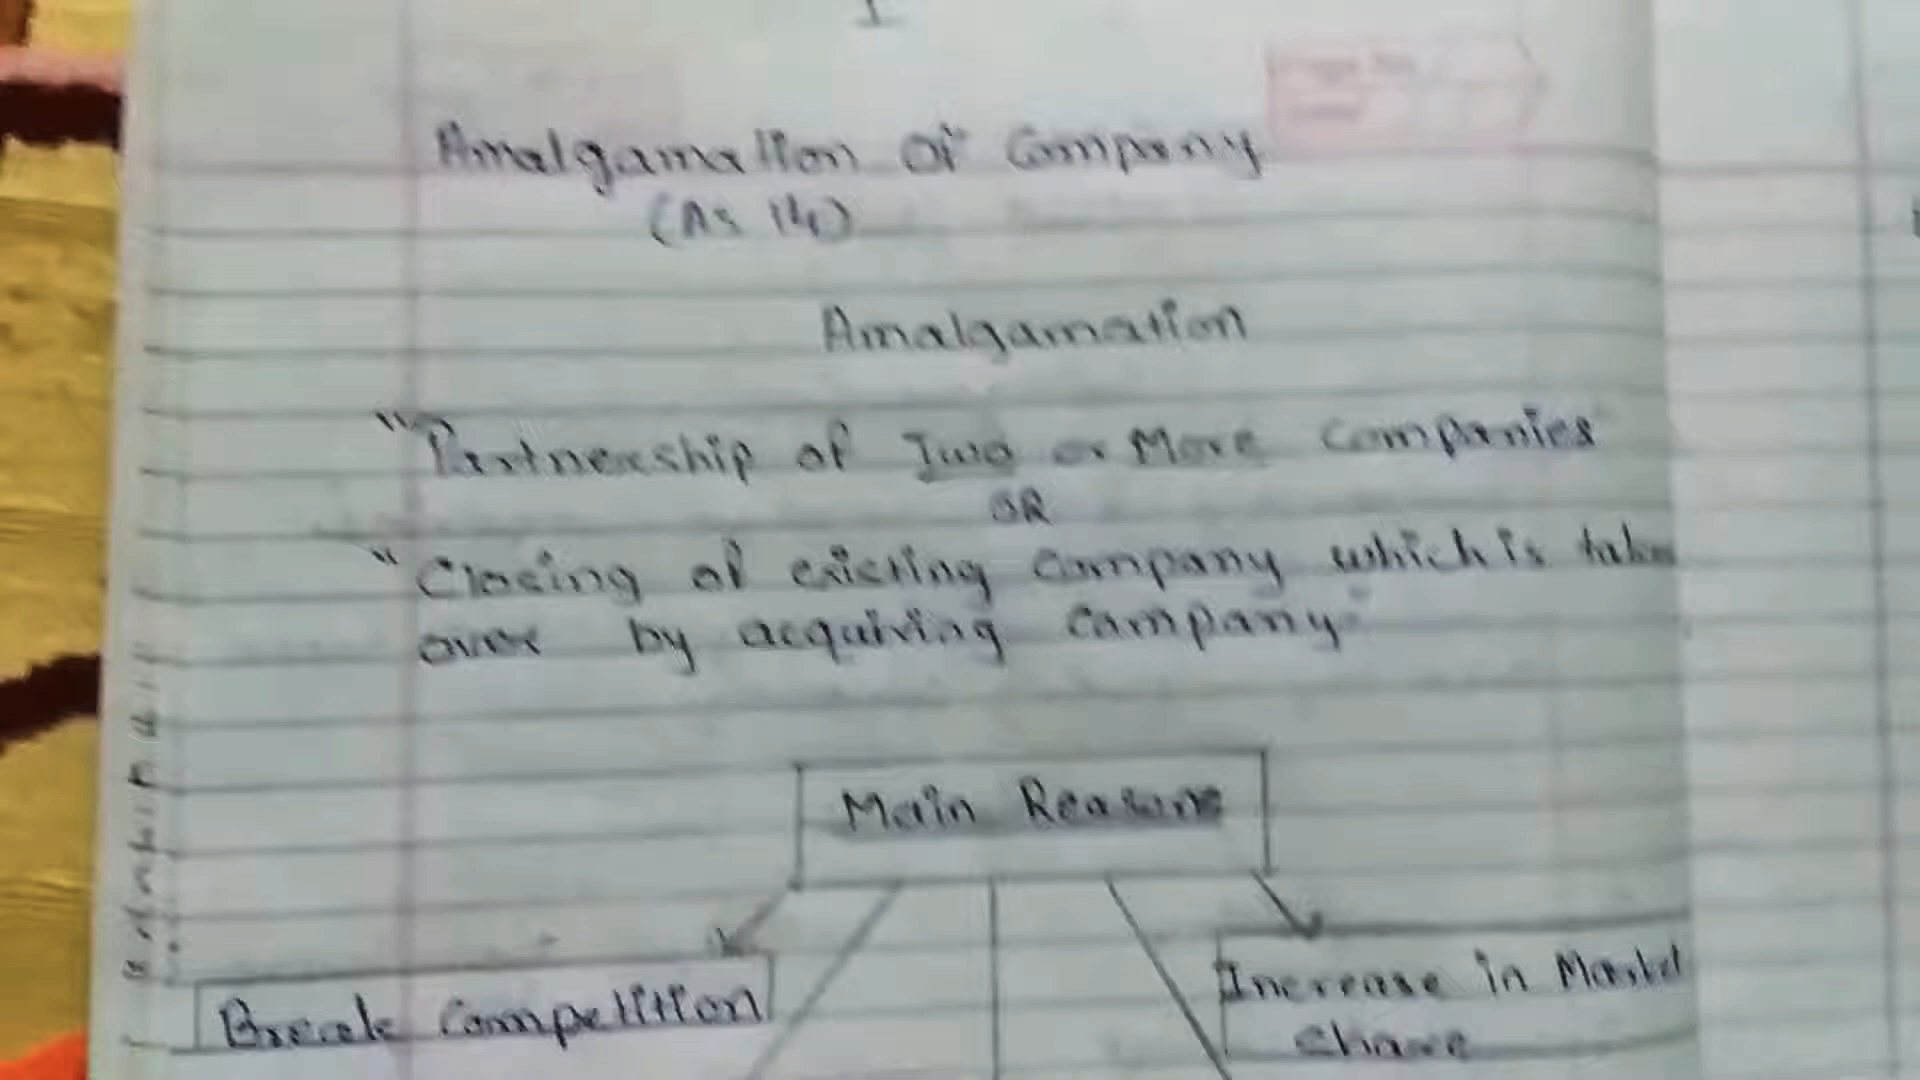 Amalgamation Of Company
(As 14)
Amalgamation
"Partnership of Two or More Companies
OR
"Closing of existing Company which is taken
over by acquiring Company"
Main Reasons
Break Competition
Increase in Market
Share